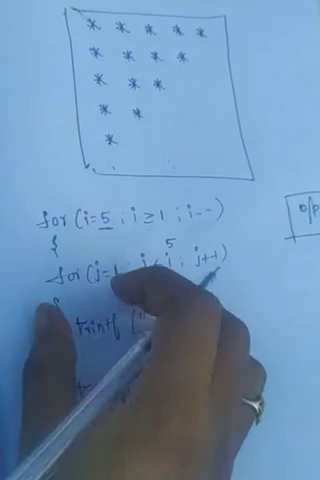 * * * * *
* * * *
* * *
* *
*
for (i=5 ; i≥1 ; i--)
{
5
for (j=1 ; j≤i ; j++)
printf ("
o/p